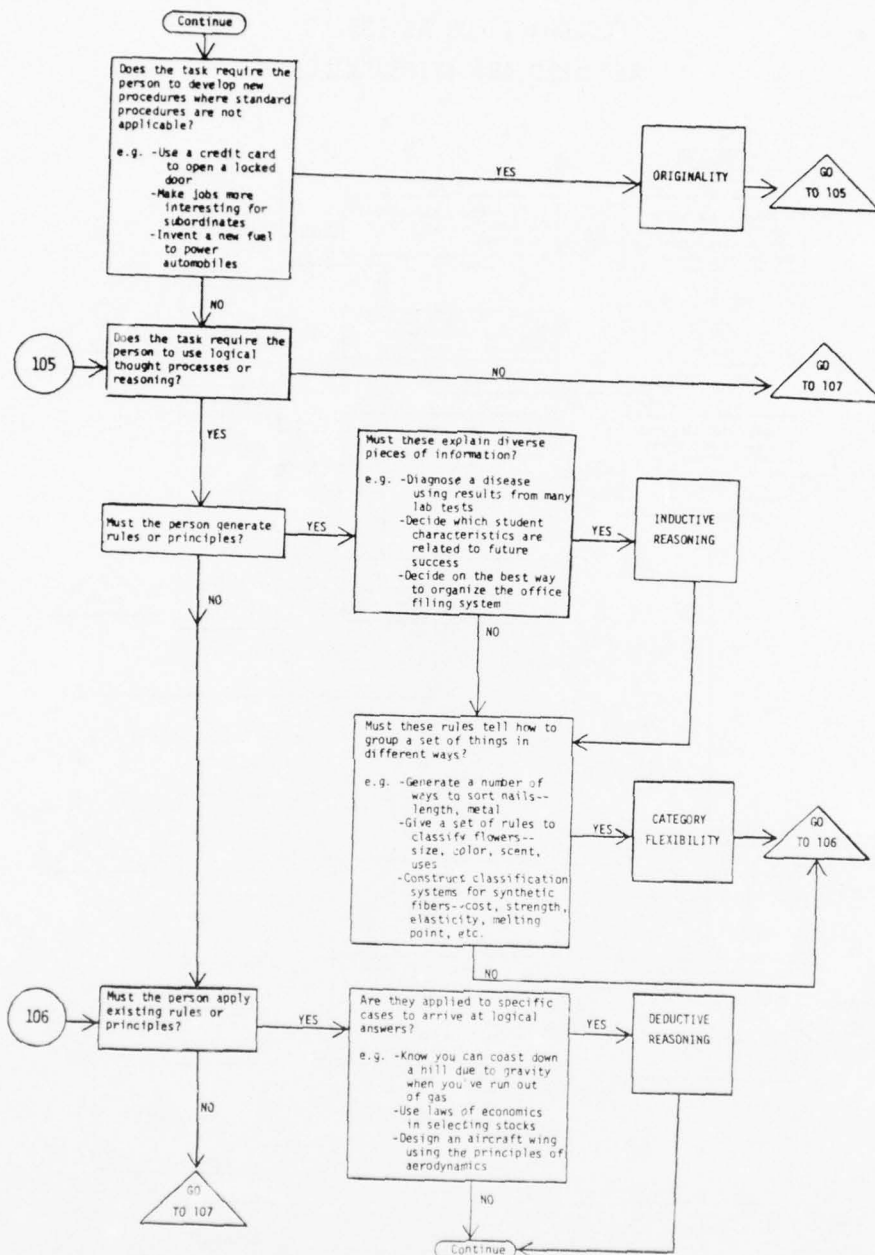 Continue
Does the task require the
person to develop new
procedures where standard
procedures are not
applicable?
e.g. -Use a credit card
to open a locked
door
-Make jobs more
interesting for
subordinates
-Invent a new fuel
to power
automobiles
YES
ORIGINALITY
GO
TO 105
NO
105
Does the task require the
person to use logical
thought processes or
reasoning?
NO
GO
TO 107
YES
Must the person generate
rules or principles?
YES
Must these explain diverse
pieces of information?
e.g. -Diagnose a disease
using results from many
lab tests
-Decide which student
characteristics are
related to future
success
-Decide on the best way
to organize the office
filing system
YES
INDUCTIVE
REASONING
NO
NO
Must these rules tell how to
group a set of things in
different ways?
e.g. -Generate a number of
ways to sort nails--
length, metal
-Give a set of rules to
classify flowers--
size, color, scent,
uses
-Construct classification
systems for synthetic
fibers--cost, strength,
elasticity, melting
point, etc.
YES
CATEGORY
FLEXIBILITY
GO
TO 106
NO
106
Must the person apply
existing rules or
principles?
YES
Are they applied to specific
cases to arrive at logical
answers?
e.g. -Know you can coast down
a hill due to gravity
when you've run out
of gas
-Use laws of economics
in selecting stocks
-Design an aircraft wing
using the principles of
aerodynamics
YES
DEDUCTIVE
REASONING
NO
GO
TO 107
NO
Continue